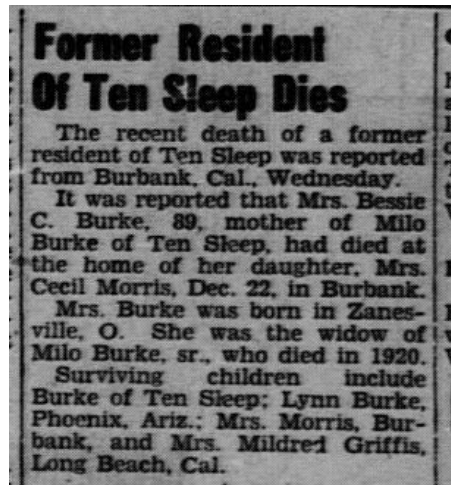 Former Resident
Of Ten Sleep Dies
The recent death of a former
resident of Ten Sleep was reported
from Burbank, Cal., Wednesday.
It was reported that Mrs. Bessie
C. Burke, 89, mother of Milo
Burke of Ten Sleep, had died at
the home of her daughter, Mrs.
Cecil Morris, Dec. 22, in Burbank.
Mrs. Burke was born in Zanes-
ville, O. She was the widow of
Milo Burke, sr., who died in 1920.
Surviving children include
Burke of Ten Sleep; Lynn Burke,
Phoenix, Ariz.; Mrs. Morris, Bur-
bank, and Mrs. Mildred Griffis,
Long Beach, Cal.